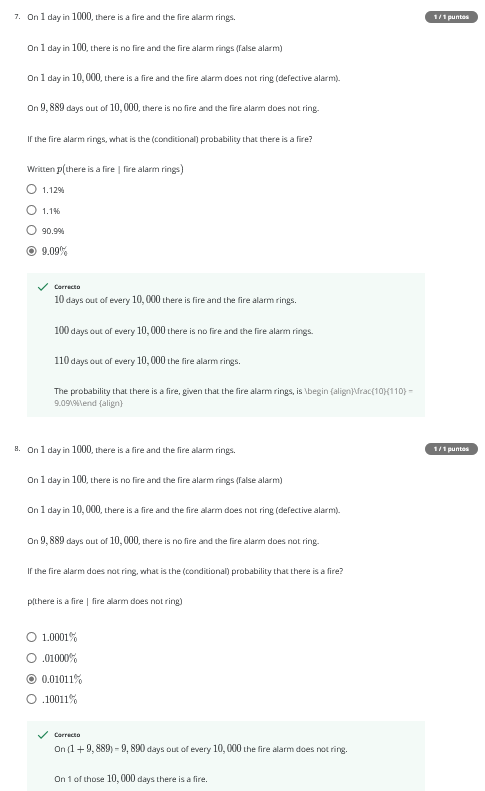 7. On 1 day in 1000, there is a fire and the fire alarm rings.
1 / 1 puntos
On 1 day in 100, there is no fire and the fire alarm rings (false alarm)
On 1 day in 10,000, there is a fire and the fire alarm does not ring (defective alarm).
On 9,889 days out of 10,000, there is no fire and the fire alarm does not ring.
If the fire alarm rings, what is the (conditional) probability that there is a fire?
Written p(there is a fire | fire alarm rings)
1.12%
1.1%
90.9%
9.09%
Correcto
10 days out of every 10,000 there is fire and the fire alarm rings.
100 days out of every 10,000 there is no fire and the fire alarm rings.
110 days out of every 10,000 the fire alarm rings.
The probability that there is a fire, given that the fire alarm rings, is \begin {align}\frac{10}{110} =
9.09\%\end {align}
8. On 1 day in 1000, there is a fire and the fire alarm rings.
1 / 1 puntos
On 1 day in 100, there is no fire and the fire alarm rings (false alarm)
On 1 day in 10,000, there is a fire and the fire alarm does not ring (defective alarm).
On 9,889 days out of 10,000, there is no fire and the fire alarm does not ring.
If the fire alarm does not ring, what is the (conditional) probability that there is a fire?
p(there is a fire | fire alarm does not ring)
1.0001%
.01000%
0.01011%
.10011%
Correcto
On (1 + 9,889) = 9,890 days out of every 10,000 the fire alarm does not ring.
On 1 of those 10,000 days there is a fire.